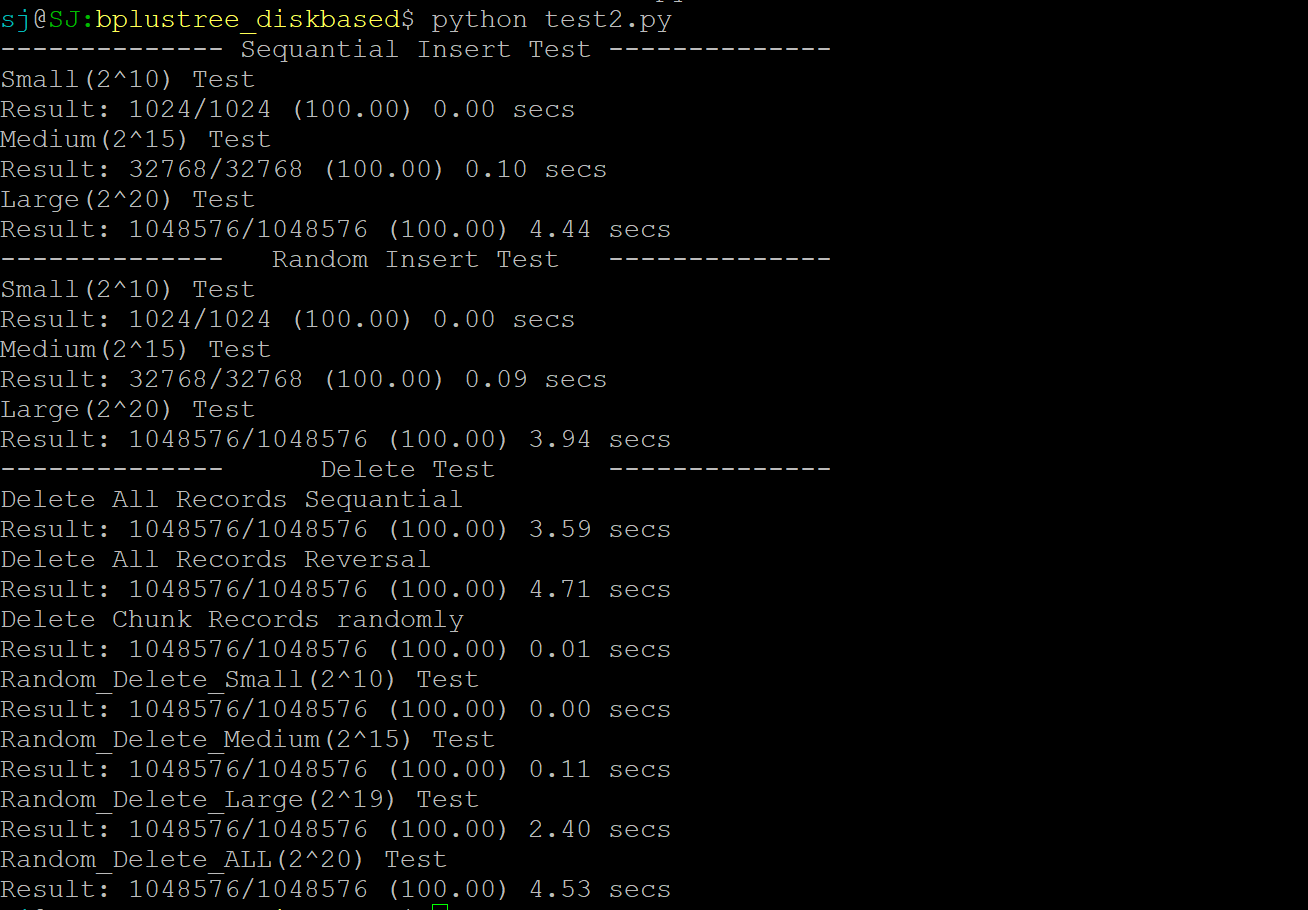 sj@SJ:bplustree_diskbased$ python test2.py
-------------- Sequantial Insert Test --------------
Small(2^10) Test
Result: 1024/1024 (100.00) 0.00 secs
Medium(2^15) Test
Result: 32768/32768 (100.00) 0.10 secs
Large(2^20) Test
Result: 1048576/1048576 (100.00) 4.44 secs
--------------   Random Insert Test   --------------
Small(2^10) Test
Result: 1024/1024 (100.00) 0.00 secs
Medium(2^15) Test
Result: 32768/32768 (100.00) 0.09 secs
Large(2^20) Test
Result: 1048576/1048576 (100.00) 3.94 secs
--------------      Delete Test       --------------
Delete All Records Sequantial
Result: 1048576/1048576 (100.00) 3.59 secs
Delete All Records Reversal
Result: 1048576/1048576 (100.00) 4.71 secs
Delete Chunk Records randomly
Result: 1048576/1048576 (100.00) 0.01 secs
Random_Delete_Small(2^10) Test
Result: 1048576/1048576 (100.00) 0.00 secs
Random_Delete_Medium(2^15) Test
Result: 1048576/1048576 (100.00) 0.11 secs
Random_Delete_Large(2^19) Test
Result: 1048576/1048576 (100.00) 2.40 secs
Random_Delete_ALL(2^20) Test
Result: 1048576/1048576 (100.00) 4.53 secs